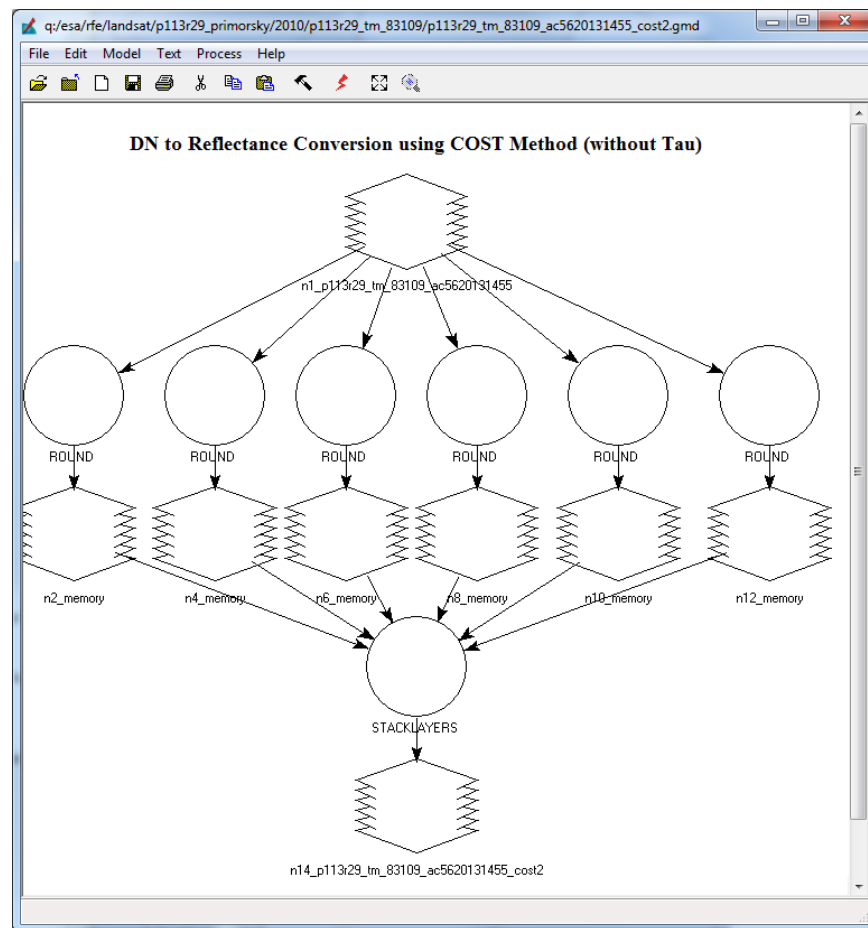 q:/esa/rfe/landsat/p113r29_primorsky/2010/p113r29_tm_83109/p113r29_tm_83109_ac5620131455_cost2.gmd
File Edit Model Text Process Help
DN to Reflectance Conversion using COST Method (without Tau)
n1_p113r29_tm_83109_ac5620131455
ROUND ROUND ROUND ROUND ROUND ROUND
n2_memory n4_memory n6_memory n8_memory n10_memory n12_memory
STACKLAYERS
n14_p113r29_tm_83109_ac5620131455_cost2